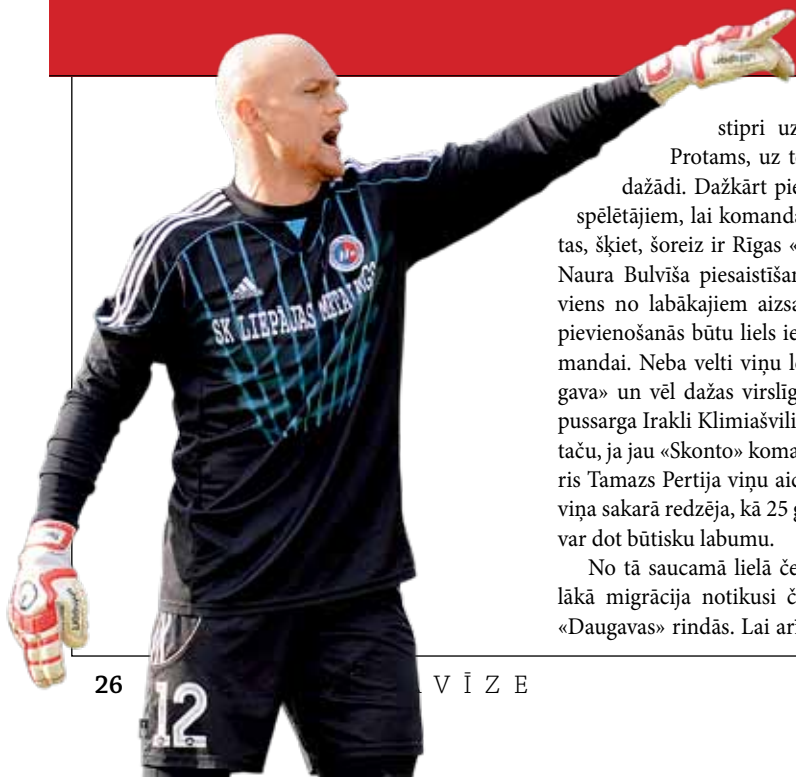 stipri uz
Protams, uz t
dažādi. Dažkārt pie
spēlētājiem, lai komanda
tas, šķiet, šoreiz ir Rīgas «
Naura Bulvīša piesaistīšan
viens no labākajiem aizsa
pievienošanās būtu liels ie
mandai. Neba velti viņu l
gava» un vēl dažas virslīg
pussarga Irakli Klimiašvili
taču, ja jau «Skonto» koma
ris Tamazs Pertija viņu aic
viņa sakarā redzēja, kā 25 g
var dot būtisku labumu.
No tā saucamā lielā če
lākā migrācija notikusi č
«Daugavas» rindās. Lai arī
adidas
SK LIEPĀJAS METALURGS
12
26
VĪZE